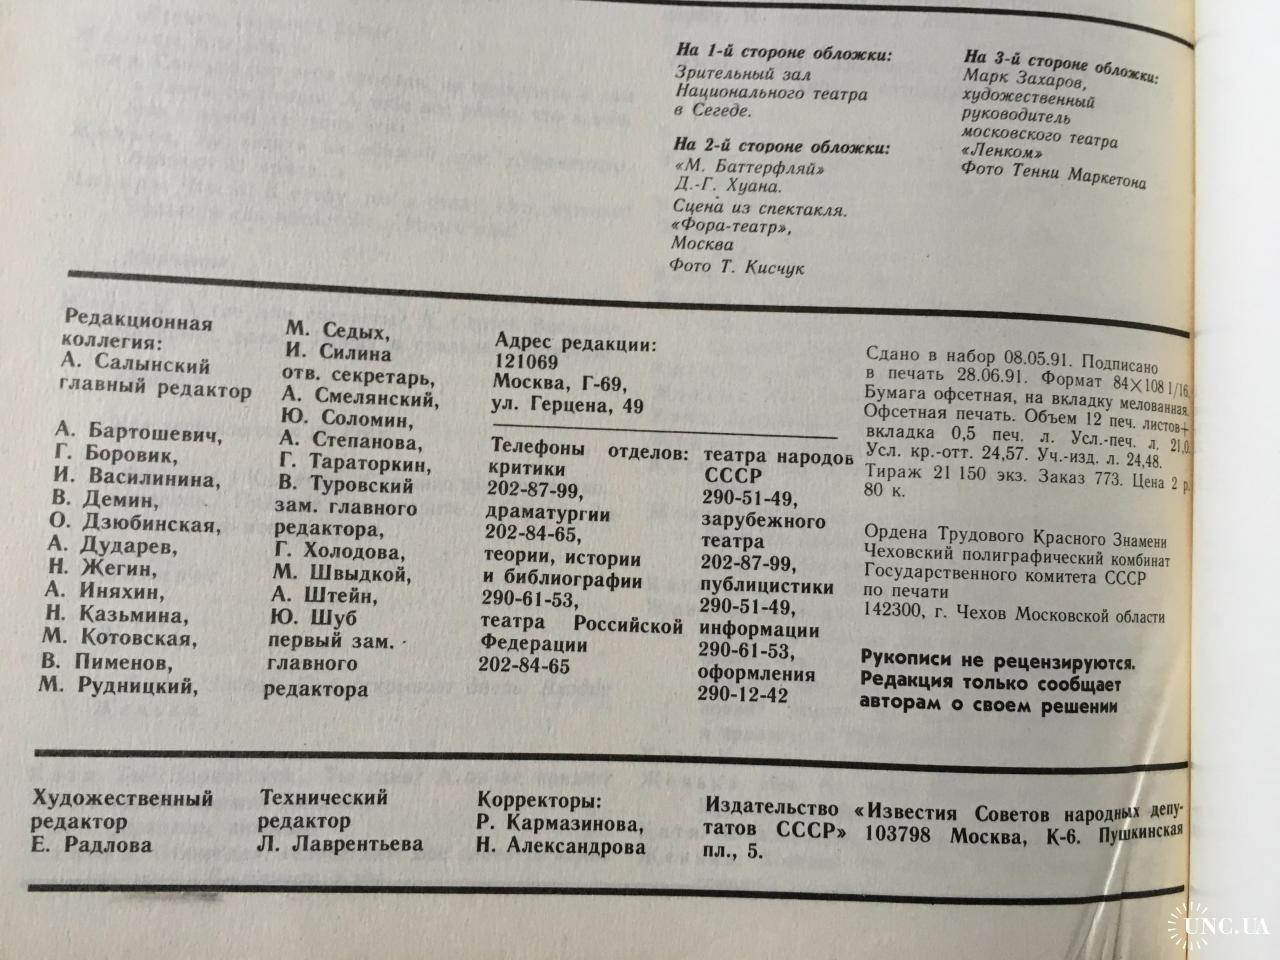 На 1-й стороне обложки:
Зрительный зал
Национального театра
в Сегеде.
На 2-й стороне обложки:
«М. Баттерфляй»
Д.-Г. Хуана.
Сцена из спектакля.
«Фора-театр»,
Москва
Фото Т. Кисчук
На 3-й стороне обложки:
Марк Захаров,
художественный
руководитель
московского театра
«Ленком»
Фото Тенни Маркетона
Редакционная
коллегия:
А. Салынский
главный редактор
А. Бартошевич,
Г. Боровик,
И. Василинина,
В. Демин,
О. Дзюбинская,
А. Дударев,
Н. Жегин,
А. Иняхин,
Н. Казьмина,
М. Котовская,
В. Пименов,
М. Рудницкий,
М. Седых,
И. Силина
отв. секретарь,
А. Смелянский,
Ю. Соломин,
А. Степанова,
Г. Тараторкин,
В. Туровский
зам. главного
редактора,
Г. Холодова,
М. Швыдкой,
А. Штейн,
Ю. Шуб
первый зам.
главного
редактора
Адрес редакции:
121069
Москва, Г-69,
ул. Герцена, 49
Телефоны отделов:
критики
202-87-99,
драматургии
202-84-65,
теории, истории
и библиографии
290-61-53,
театра Российской
Федерации
202-84-65
театра народов
СССР
290-51-49,
зарубежного
театра
202-87-99,
публицистики
290-51-49,
информации
290-61-53,
оформления
290-12-42
Сдано в набор 08.05.91. Подписано
в печать 28.06.91. Формат 84×108 1/16.
Бумага офсетная, на вкладку мелованная.
Офсетная печать. Объем 12 печ. листов+
вкладка 0,5 печ. л. Усл.-печ. л. 21,0.
Усл. кр.-отт. 24,57. Уч.-изд. л. 24,48.
Тираж 21 150 экз. Заказ 773. Цена 2 р.
80 к.
Ордена Трудового Красного Знамени
Чеховский полиграфический комбинат
Государственного комитета СССР
по печати
142300, г. Чехов Московской области
Рукописи не рецензируются.
Редакция только сообщает
авторам о своем решении
Художественный
редактор
Е. Радлова
Технический
редактор
Л. Лаврентьева
Корректоры:
Р. Кармазинова,
Н. Александрова
Издательство «Известия Советов народных депу-
татов СССР» 103798 Москва, К-6. Пушкинская
пл., 5.
UNC.UA